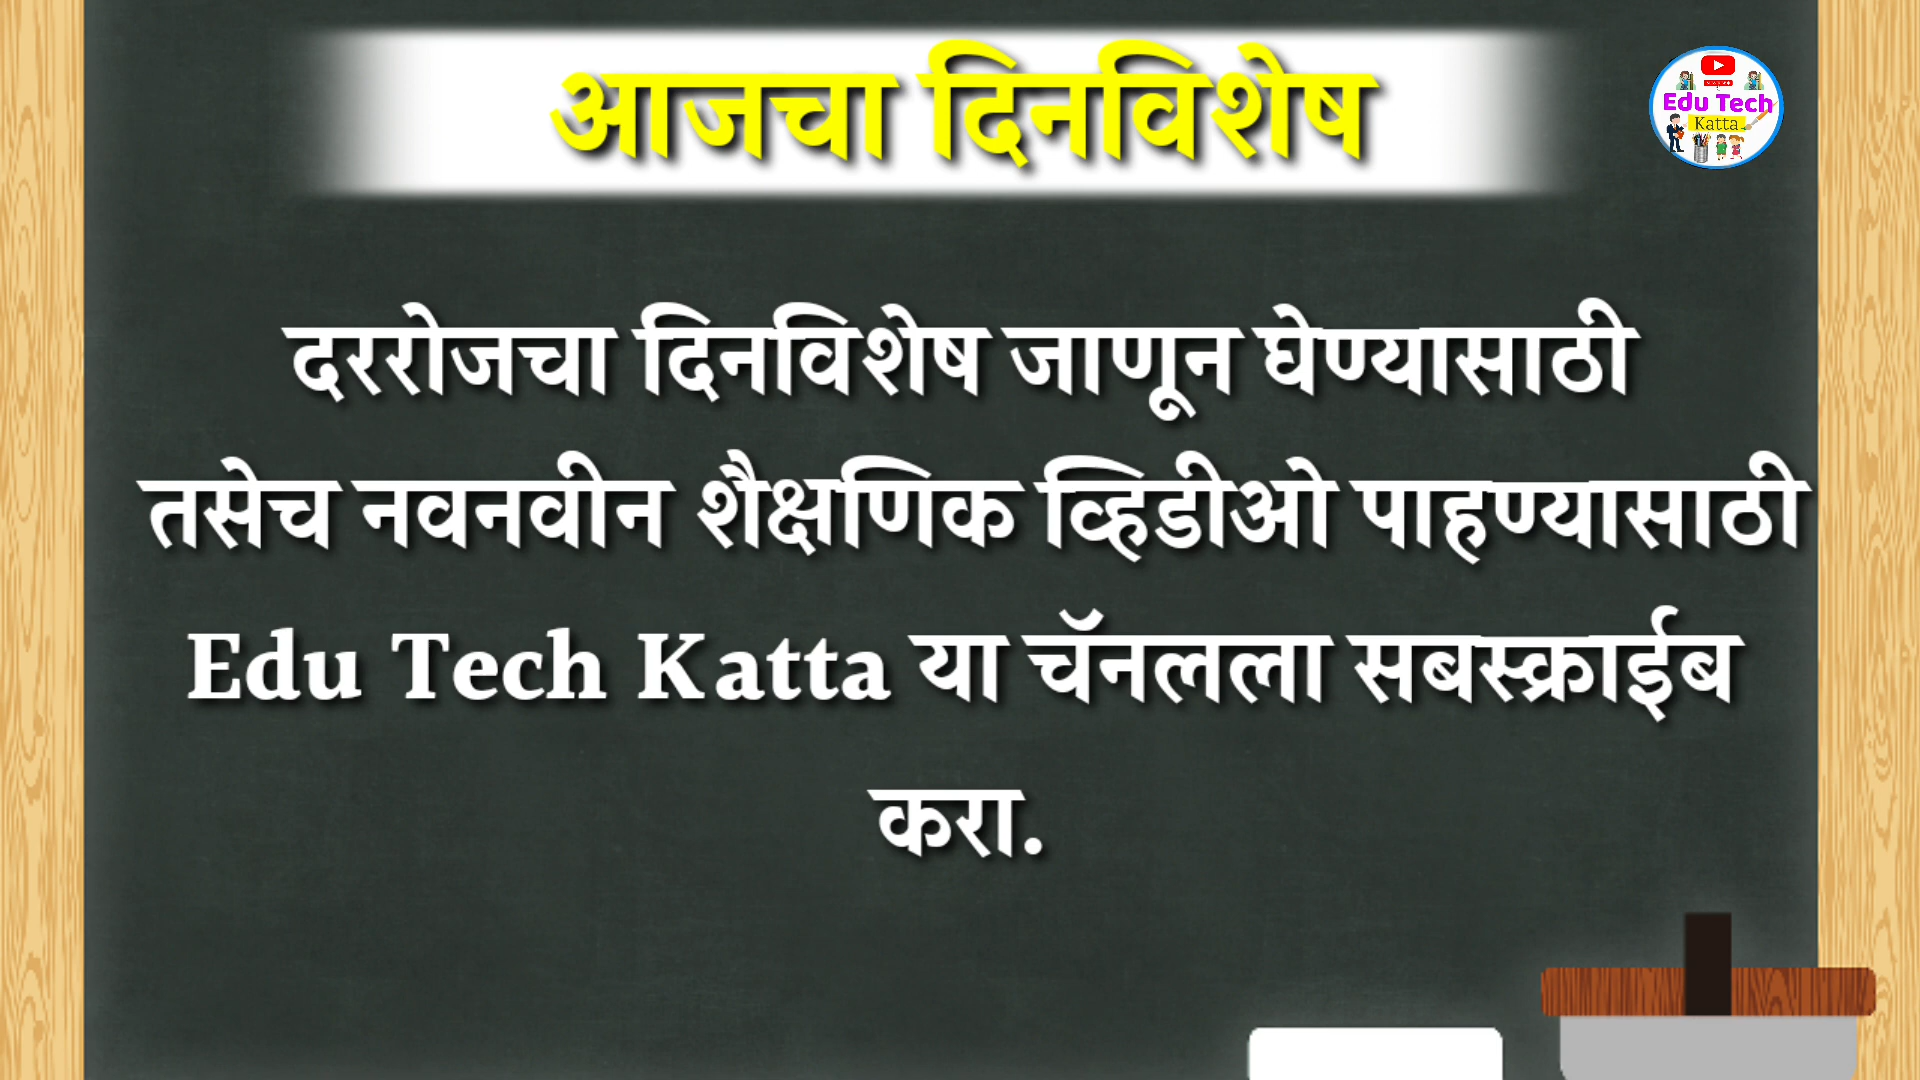 आजचा दिनविशेष
Edu Tech
Katta
दररोजचा दिनविशेष जाणून घेण्यासाठी
तसेच नवनवीन शैक्षणिक व्हिडीओ पाहण्यासाठी
Edu Tech Katta या चॅनलला सबस्क्राईब
करा.